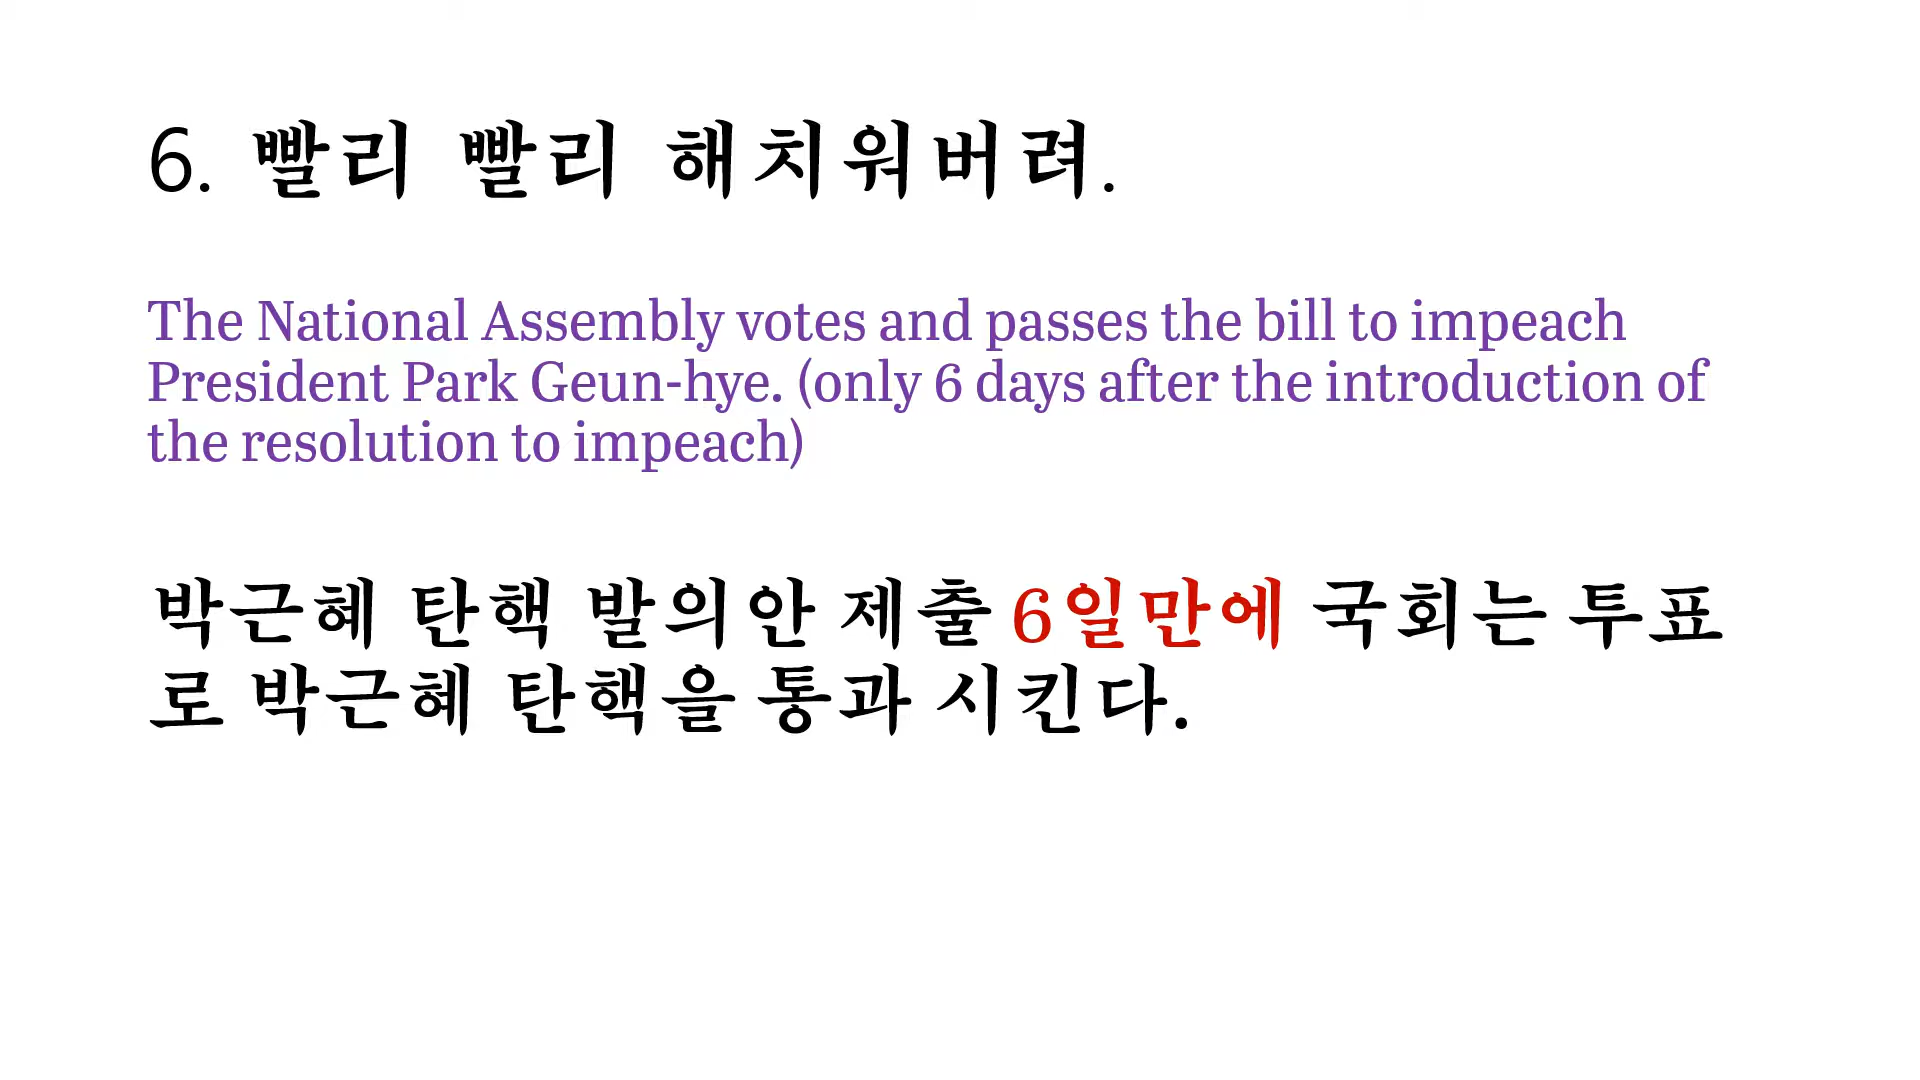 6. 빨리 빨리 해치워버려.
The National Assembly votes and passes the bill to impeach
President Park Geun-hye. (only 6 days after the introduction of
the resolution to impeach)
박근혜 탄핵 발의안 제출 6일만에 국회는 투표
로 박근혜 탄핵을 통과 시킨다.